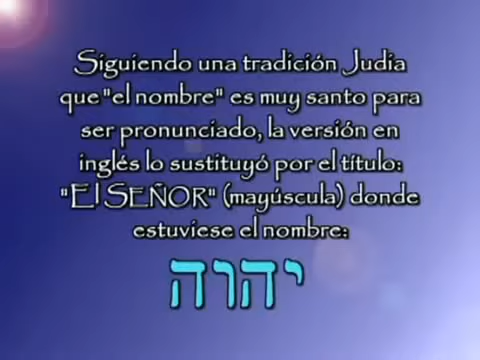 Siguiendo una tradición Judia
que "el nombre" es muy santo para
ser pronunciado, la versión en
inglés lo sustituyó por el título:
"El SEÑOR" (mayúscula) donde
estuviese el nombre:
יהוה